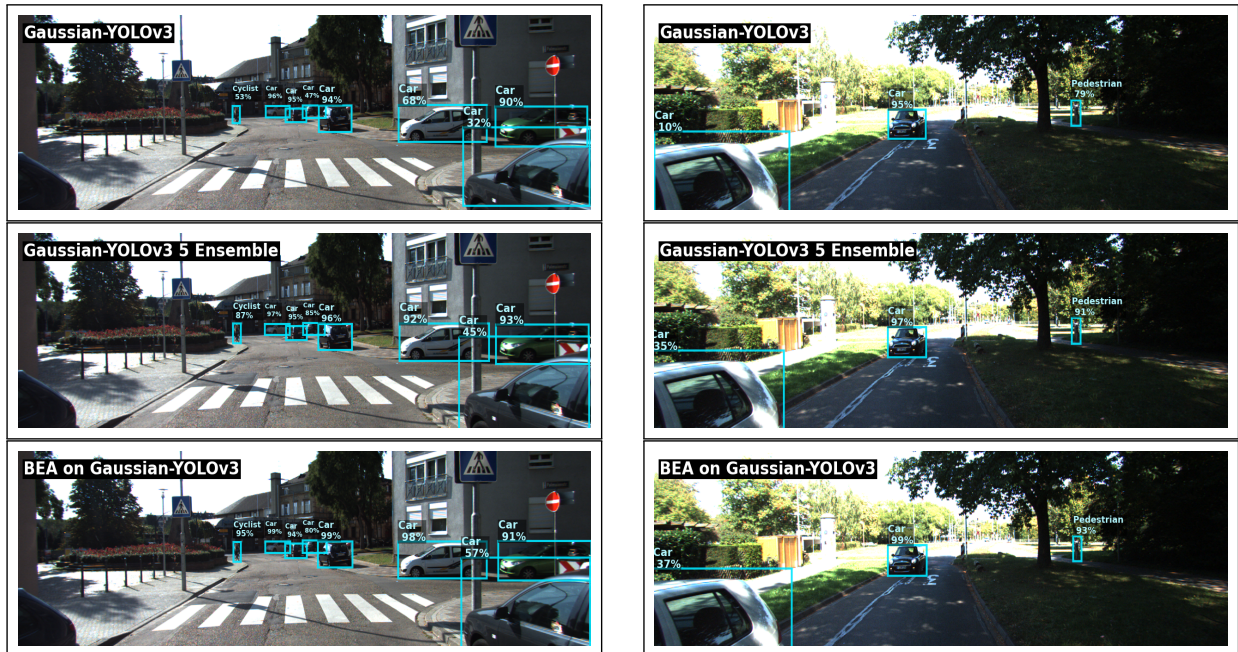 Gaussian-YOLOv3
Cyclist
53%
Car
96%
Car
95%
Car
47%
Car
94%
Car
68%
Car
32%
Car
90%
Gaussian-YOLOv3
Car
10%
Car
95%
Pedestrian
79%
Gaussian-YOLOv3 5 Ensemble
Cyclist
87%
Car
97%
Car
95%
Car
85%
Car
96%
Car
92%
Car
45%
Car
93%
Gaussian-YOLOv3 5 Ensemble
Car
35%
Car
97%
Pedestrian
91%
BEA on Gaussian-YOLOv3
Cyclist
95%
Car
99%
Car
94%
Car
80%
Car
99%
Car
98%
Car
57%
Car
91%
BEA on Gaussian-YOLOv3
Car
37%
Car
99%
Pedestrian
93%